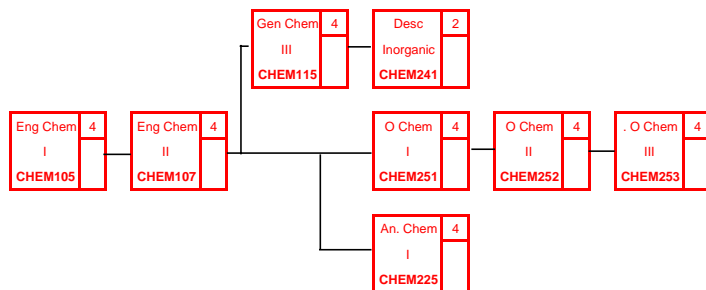 Gen Chem 4
III
CHEM115
Desc 2
Inorganic
CHEM241
Eng Chem 4
I
CHEM105
Eng Chem 4
II
CHEM107
O Chem 4
I
CHEM251
O Chem 4
II
CHEM252
. O Chem 4
III
CHEM253
An. Chem 4
I
CHEM225